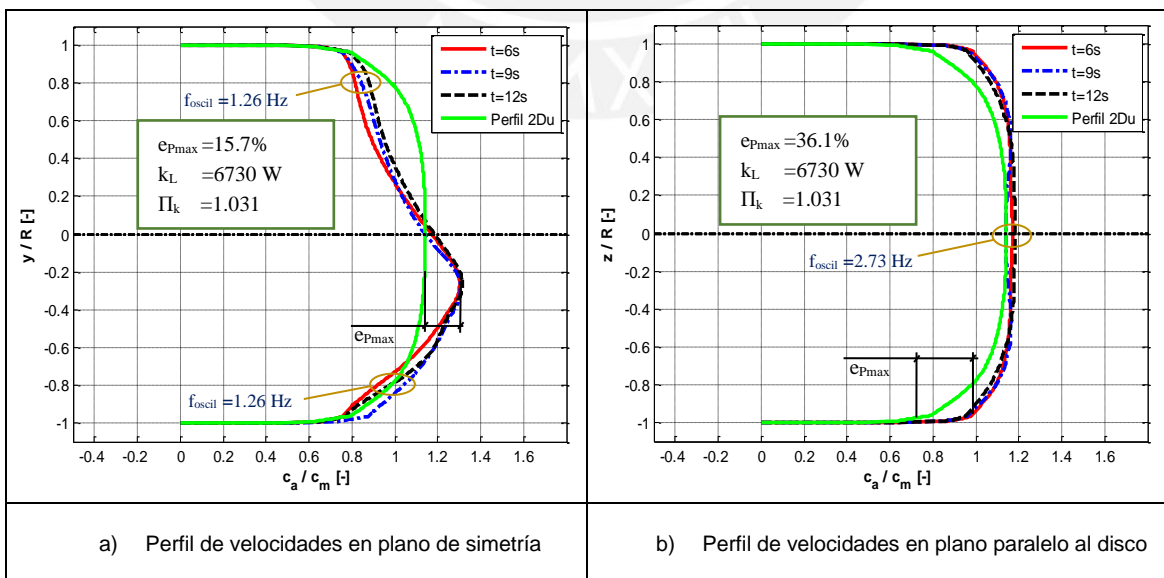 1
0.8
0.6
0.4
0.2
0
-0.2
-0.4
-0.6
-0.8
-1
y / R [-]
-0.4 -0.2 0 0.2 0.4 0.6 0.8 1 1.2 1.4 1.6
c_a / c_m [-]
t=6s
t=9s
t=12s
Perfil 2Du
f_oscil =1.26 Hz
e_Pmax =15.7%
k_L =6730 W
Π_k =1.031
e_Pmax
f_oscil =1.26 Hz
a) Perfil de velocidades en plano de simetría
1
0.8
0.6
0.4
0.2
0
-0.2
-0.4
-0.6
-0.8
-1
z / R [-]
-0.4 -0.2 0 0.2 0.4 0.6 0.8 1 1.2 1.4 1.6
c_a / c_m [-]
t=6s
t=9s
t=12s
Perfil 2Du
e_Pmax =36.1%
k_L =6730 W
Π_k =1.031
f_oscil =2.73 Hz
e_Pmax
b) Perfil de velocidades en plano paralelo al disco